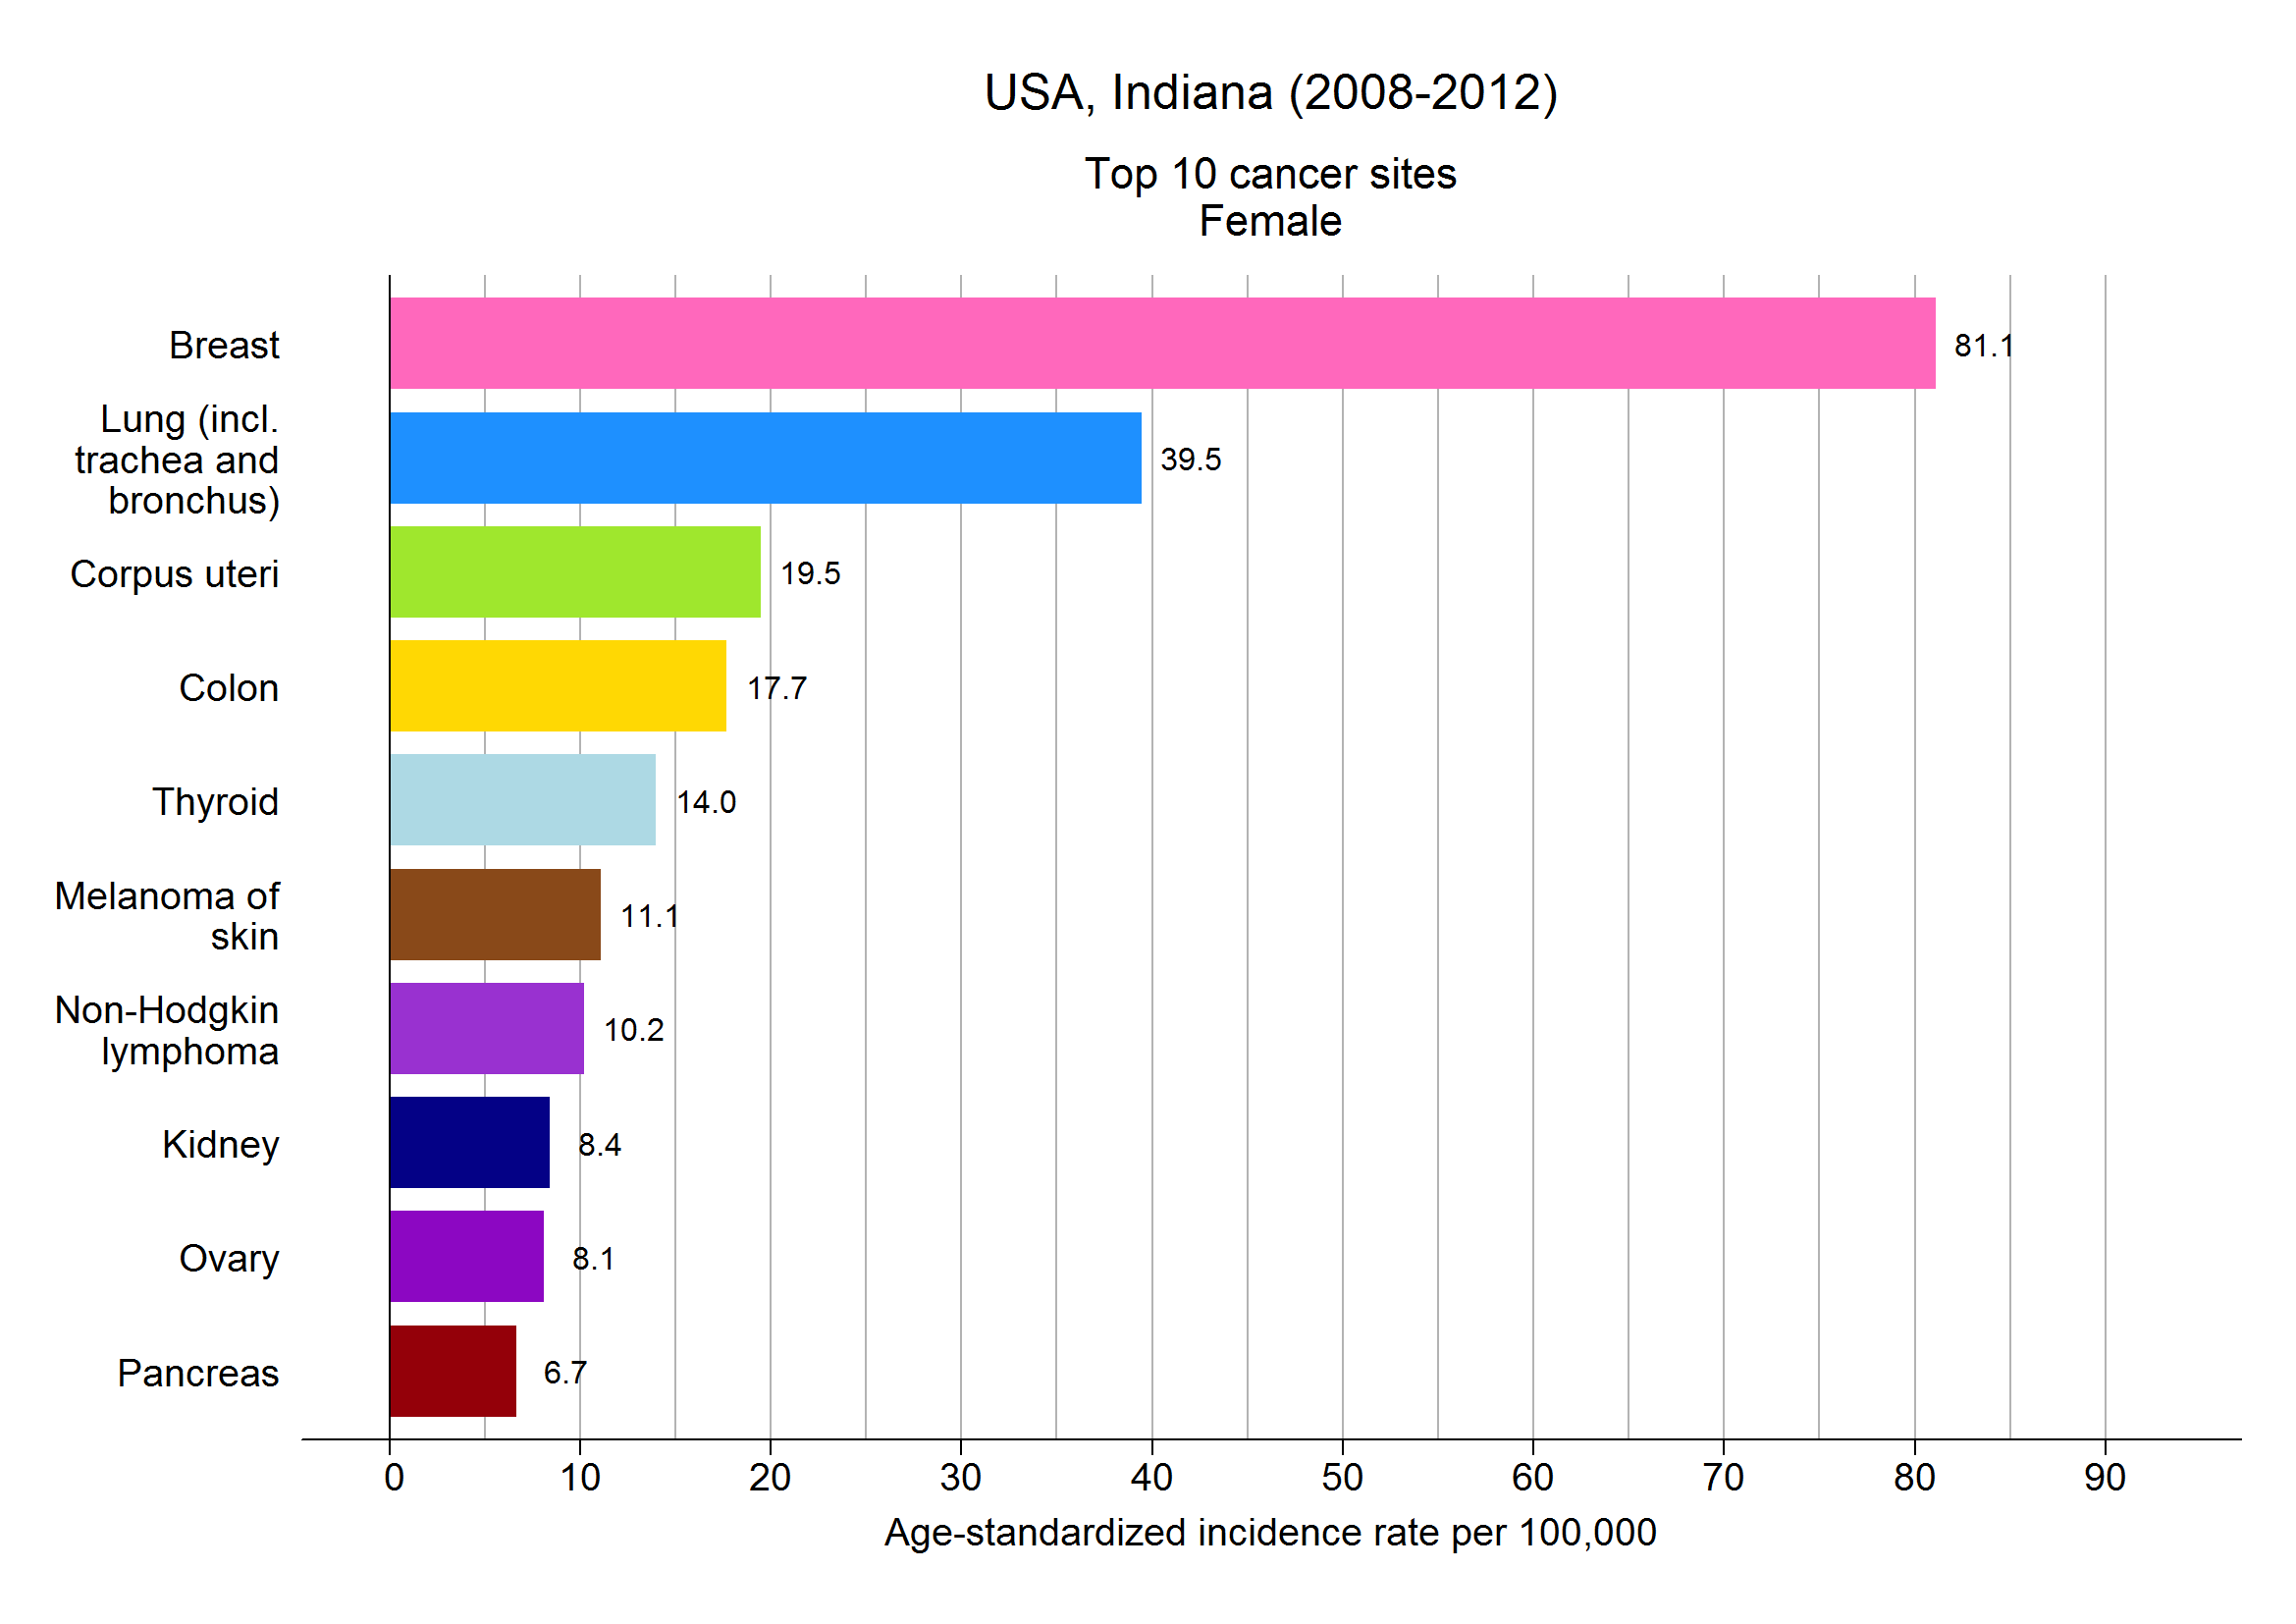 USA, Indiana (2008-2012)
Top 10 cancer sites
Female
Breast
81.1
Lung (incl.
trachea and
bronchus)
39.5
Corpus uteri
19.5
Colon
17.7
Thyroid
14.0
Melanoma of
skin
11.1
Non-Hodgkin
lymphoma
10.2
Kidney
8.4
Ovary
8.1
Pancreas
6.7
0 10 20 30 40 50 60 70 80 90
Age-standardized incidence rate per 100,000